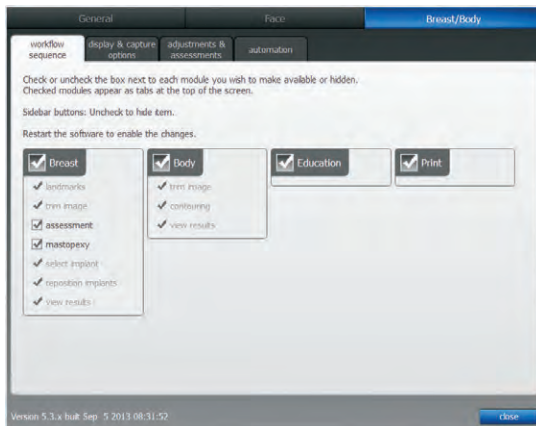 General Face Breast/Body
workflow sequence
display & capture options
adjustments & assessments
automation
Check or uncheck the box next to each module you wish to make available or hidden.
Checked modules appear as tabs at the top of the screen.
Sidebar buttons: Uncheck to hide item.
Restart the software to enable the changes.
Breast
landmarks
trim image
assessment
mastopexy
select implant
reposition implants
view results
Body
trim image
contouring
view results
Education
Print
Version 5.3.x built Sep 5 2013 08:31:52
close